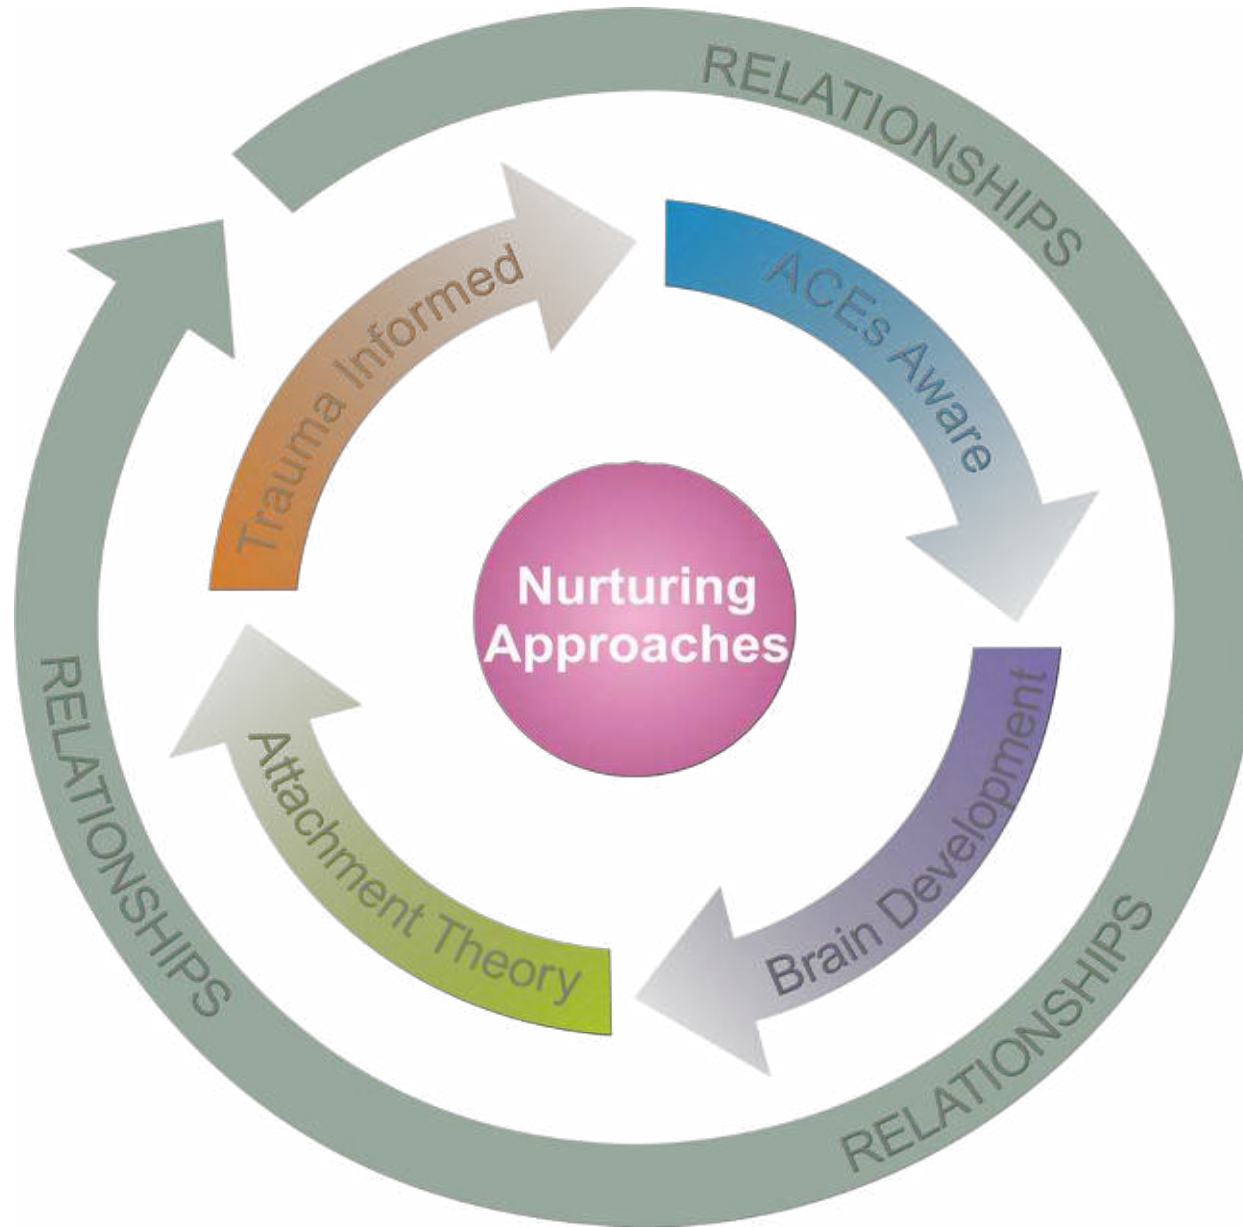 RELATIONSHIPS
Trauma Informed
ACEs Aware
Nurturing
Approaches
Brain Development
Attachment Theory
RELATIONSHIPS
RELATIONSHIPS